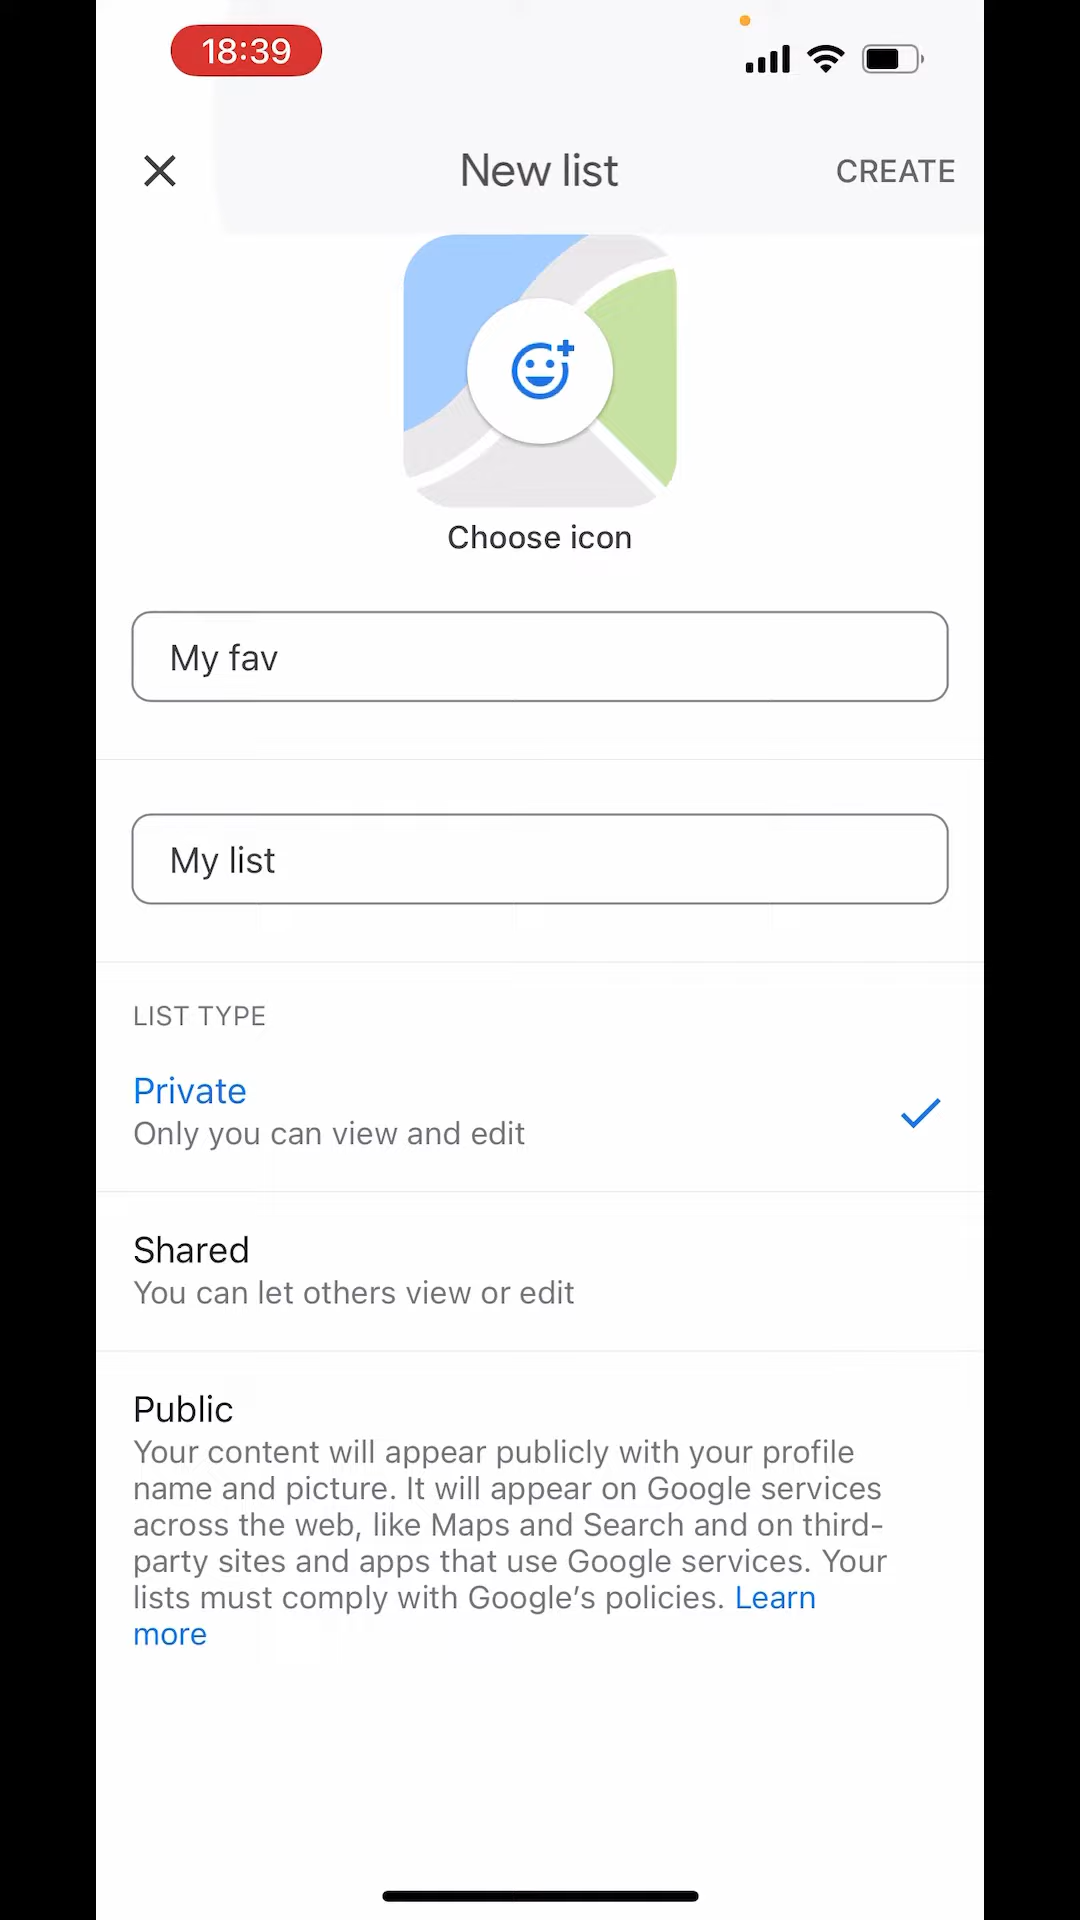 18:39
New list
CREATE
Choose icon
My fav
My list
LIST TYPE
Private
Only you can view and edit
Shared
You can let others view or edit
Public
Your content will appear publicly with your profile
name and picture. It will appear on Google services
across the web, like Maps and Search and on third-
party sites and apps that use Google services. Your
lists must comply with Google’s policies. Learn
more